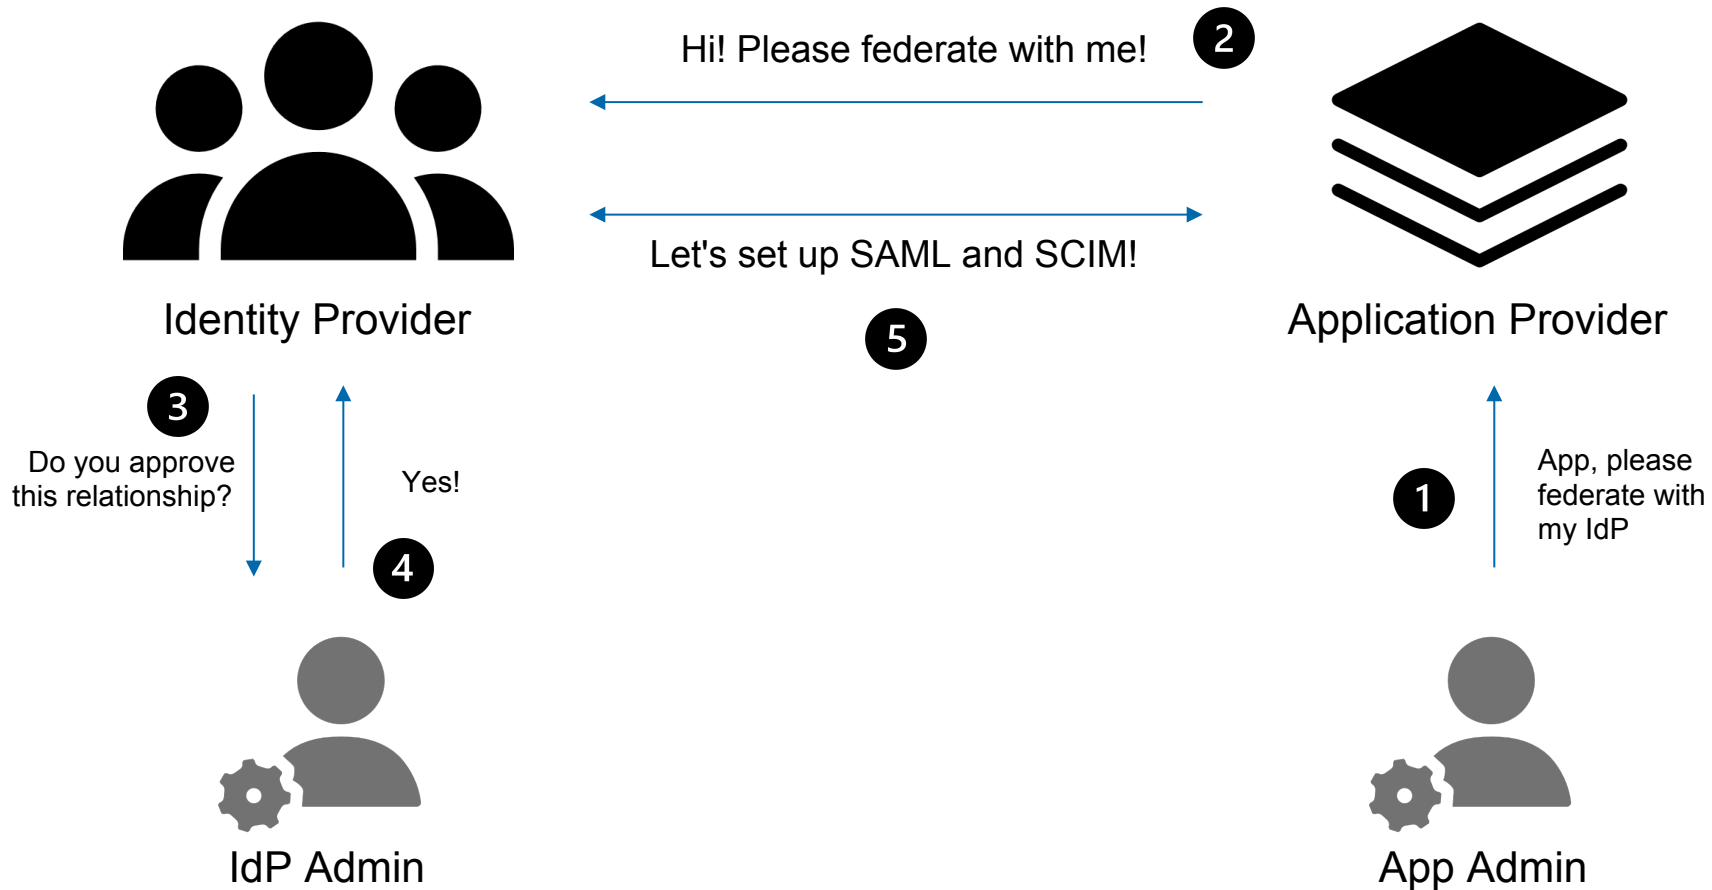 Hi! Please federate with me!
2
Let's set up SAML and SCIM!
5
Identity Provider
Application Provider
3
Do you approve
this relationship?
Yes!
4
1
App, please
federate with
my IdP
IdP Admin
App Admin